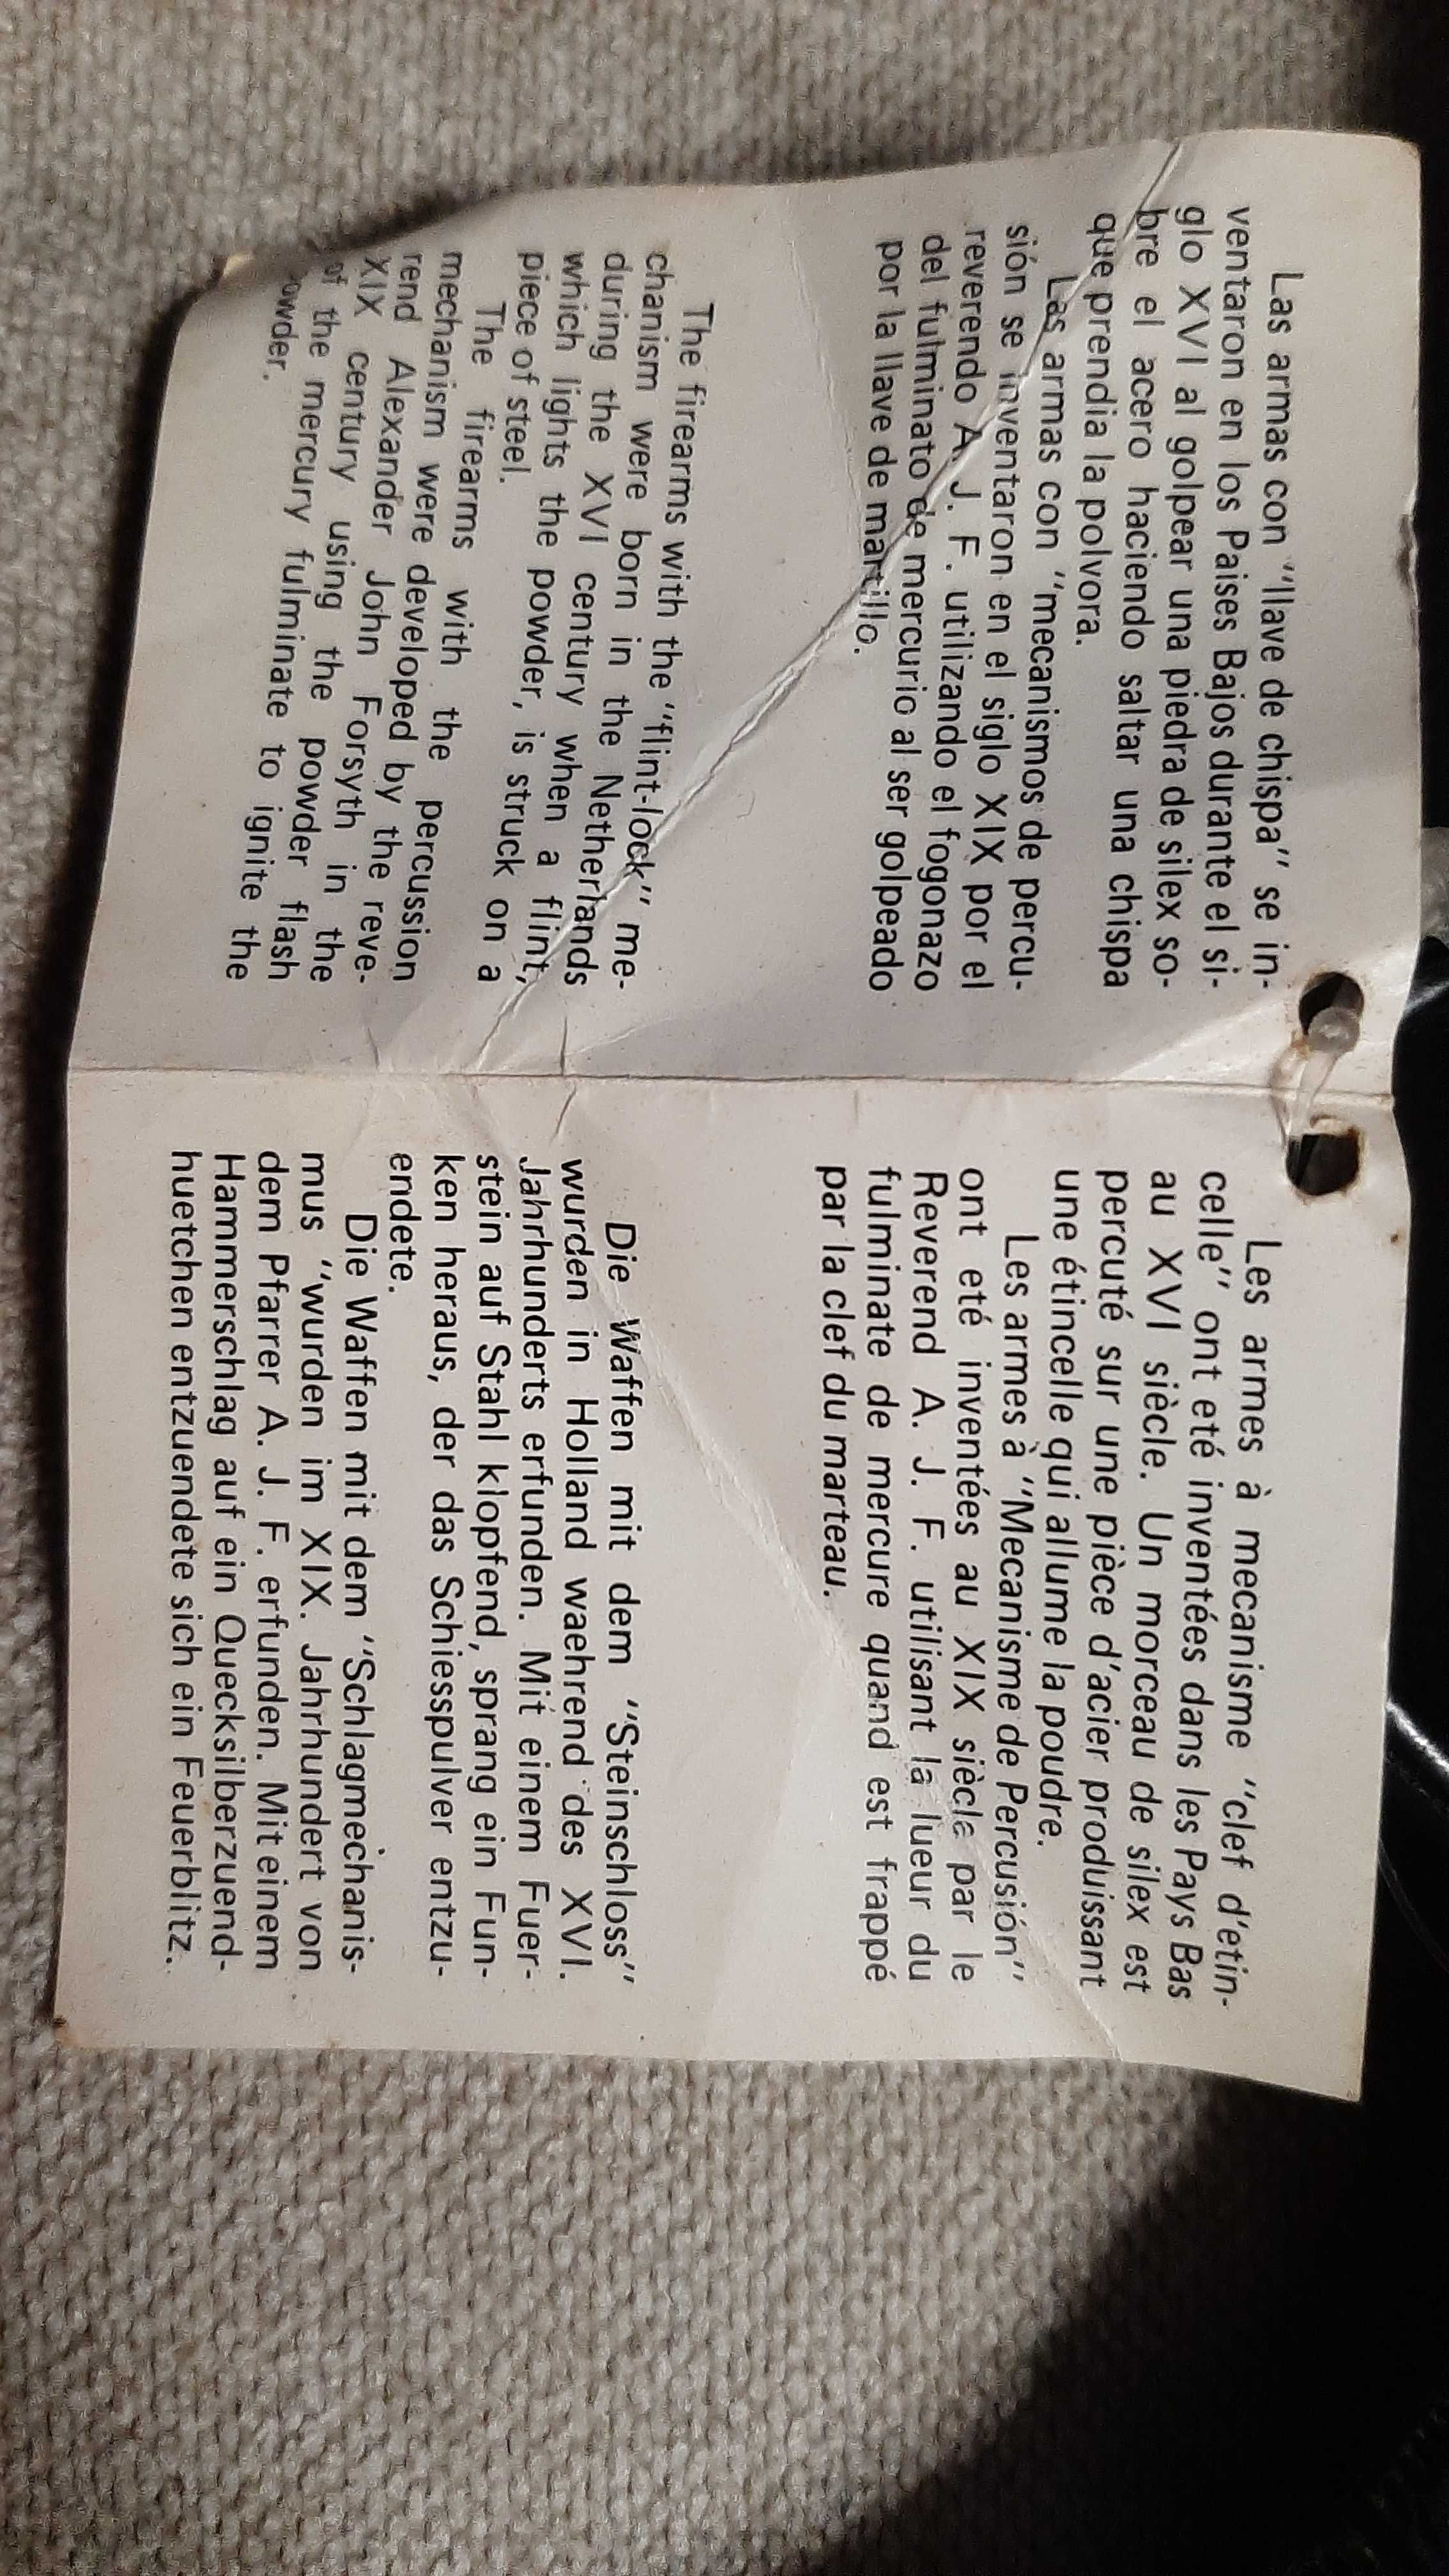 Las armas con "llave de chispa" se in-
ventaron en los Paises Bajos durante el si-
glo XVI al golpear una piedra de silex so-
bre el acero haciendo saltar una chispa
que prendia la polvora.
Las armas con "mecanismos de percu-
sión se inventaron en el siglo XIX por el
reverendo A. J. F. utilizando el fogonazo
del fulminato de mercurio al ser golpeado
por la llave de martillo.
The firearms with the "flint-lock" me-
chanism were born in the Netherlands
during the XVI century when a flint,
which lights the powder, is struck on a
piece of steel.
The firearms with the percussion
mechanism were developed by the reve-
rend Alexander John Forsyth in the
XIX century using the powder flash
of the mercury fulminate to ignite the
powder.
Les armes à mecanisme "clef d'etin-
celle" ont eté inventées dans les Pays Bas
au XVI siècle. Un morceau de silex est
percuté sur une pièce d'acier produissant
une étincelle qui allume la poudre.
Les armes à "Mecanisme de Percusión"
ont eté inventées au XIX siècle par le
Reverend A. J. F. utilisant la lueur du
fulminate de mercure quand est frappé
par la clef du marteau.
Die Waffen mit dem "Steinschloss"
wurden in Holland waehrend des XVI.
Jahrhunderts erfunden. Mit einem Fuer-
stein auf Stahl klopfend, sprang ein Fun-
ken heraus, der das Schiesspulver entzu-
endete.
Die Waffen mit dem "Schlagmechanis-
mus "wurden im XIX. Jahrhundert von
dem Pfarrer A. J. F. erfunden. Mit einem
Hammerschlag auf ein Quecksilberzuend-
huetchen entzuendete sich ein Feuerblitz.